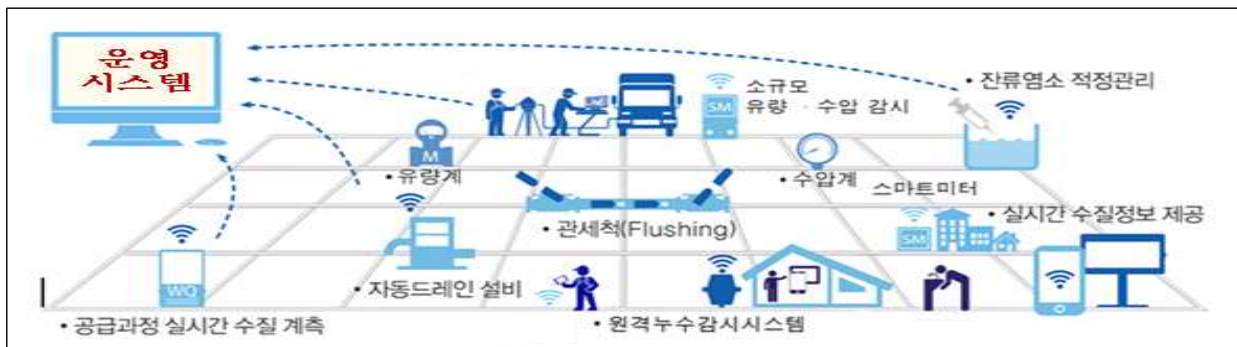 운영
시스템
소규모
SM
유량 · 수압 감시
• 잔류염소 적정관리
M
• 유량계
• 수압계
스마트미터
• 관세척(Flushing)
SM
• 실시간 수질정보 제공
WQ
• 자동드레인 설비
• 공급과정 실시간 수질 계측
• 원격누수감시시스템